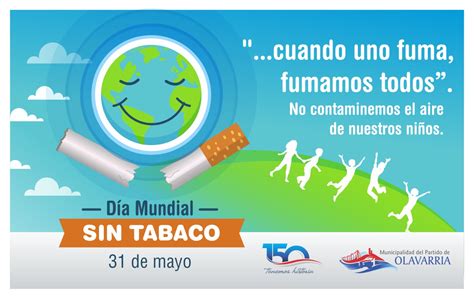 "...cuando uno fuma,
fumamos todos”.
No contaminemos el aire
de nuestros niños.
Día Mundial
SIN TABACO
31 de mayo
150
Municipalidad del Partido de
OLAVARRIA